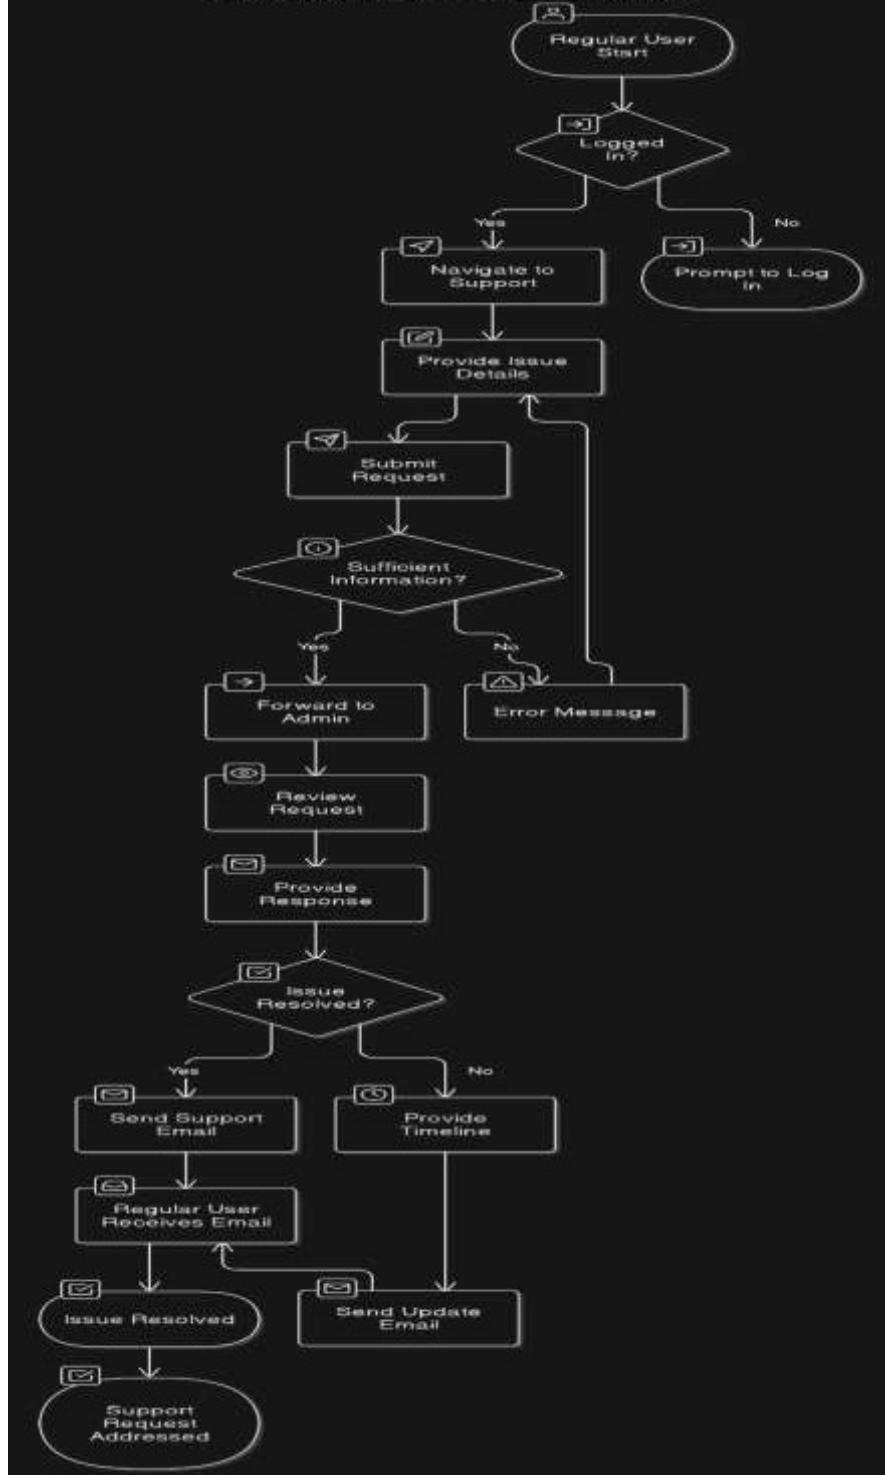 Regular User
Start
Logged
In?
Yes
No
Navigate to
Support
Prompt to Log
In
Provide Issue
Details
Submit
Request
Sufficient
Information?
Yes
No
Forward to
Admin
Error Message
Review
Request
Provide
Response
Issue
Resolved?
Yes
No
Send Support
Email
Provide
Timeline
Regular User
Receives Email
Issue Resolved
Send Update
Email
Support
Request
Addressed